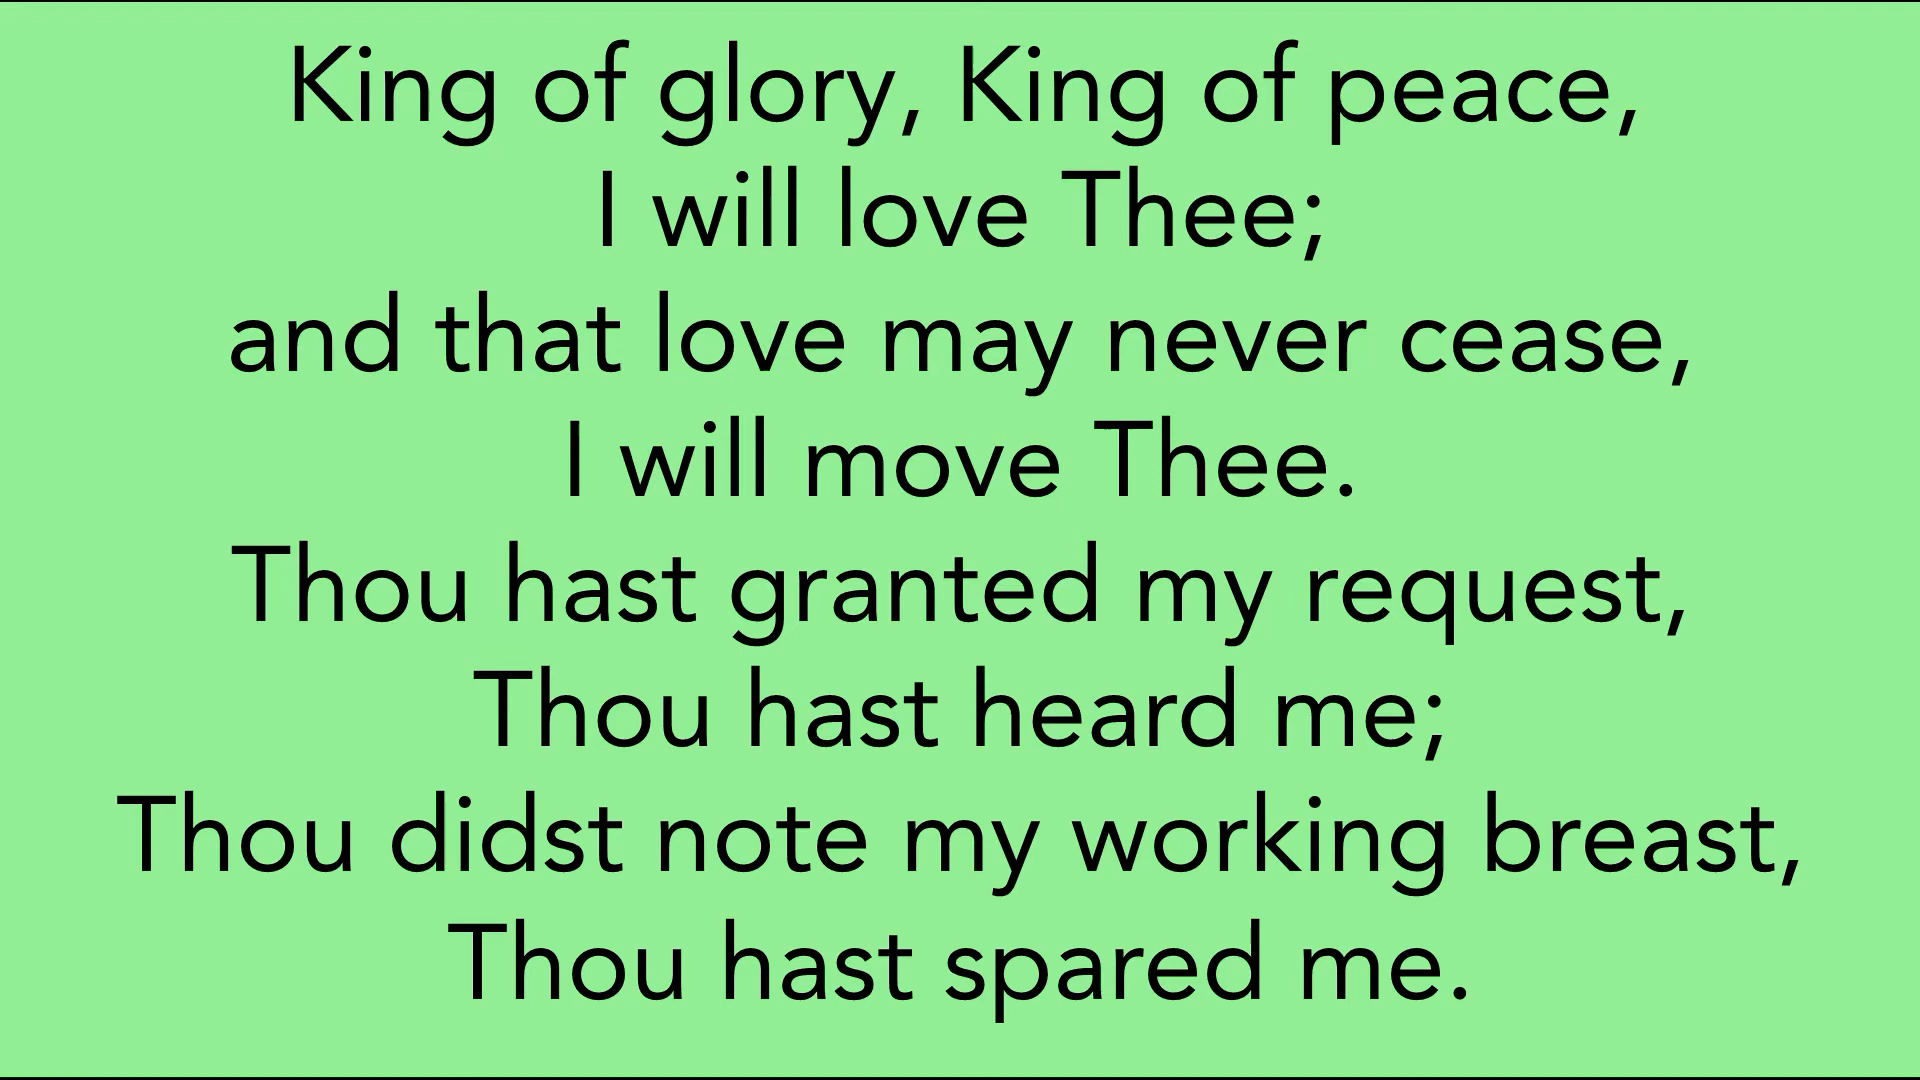 King of glory, King of peace,
I will love Thee;
and that love may never cease,
I will move Thee.
Thou hast granted my request,
Thou hast heard me;
Thou didst note my working breast,
Thou hast spared me.